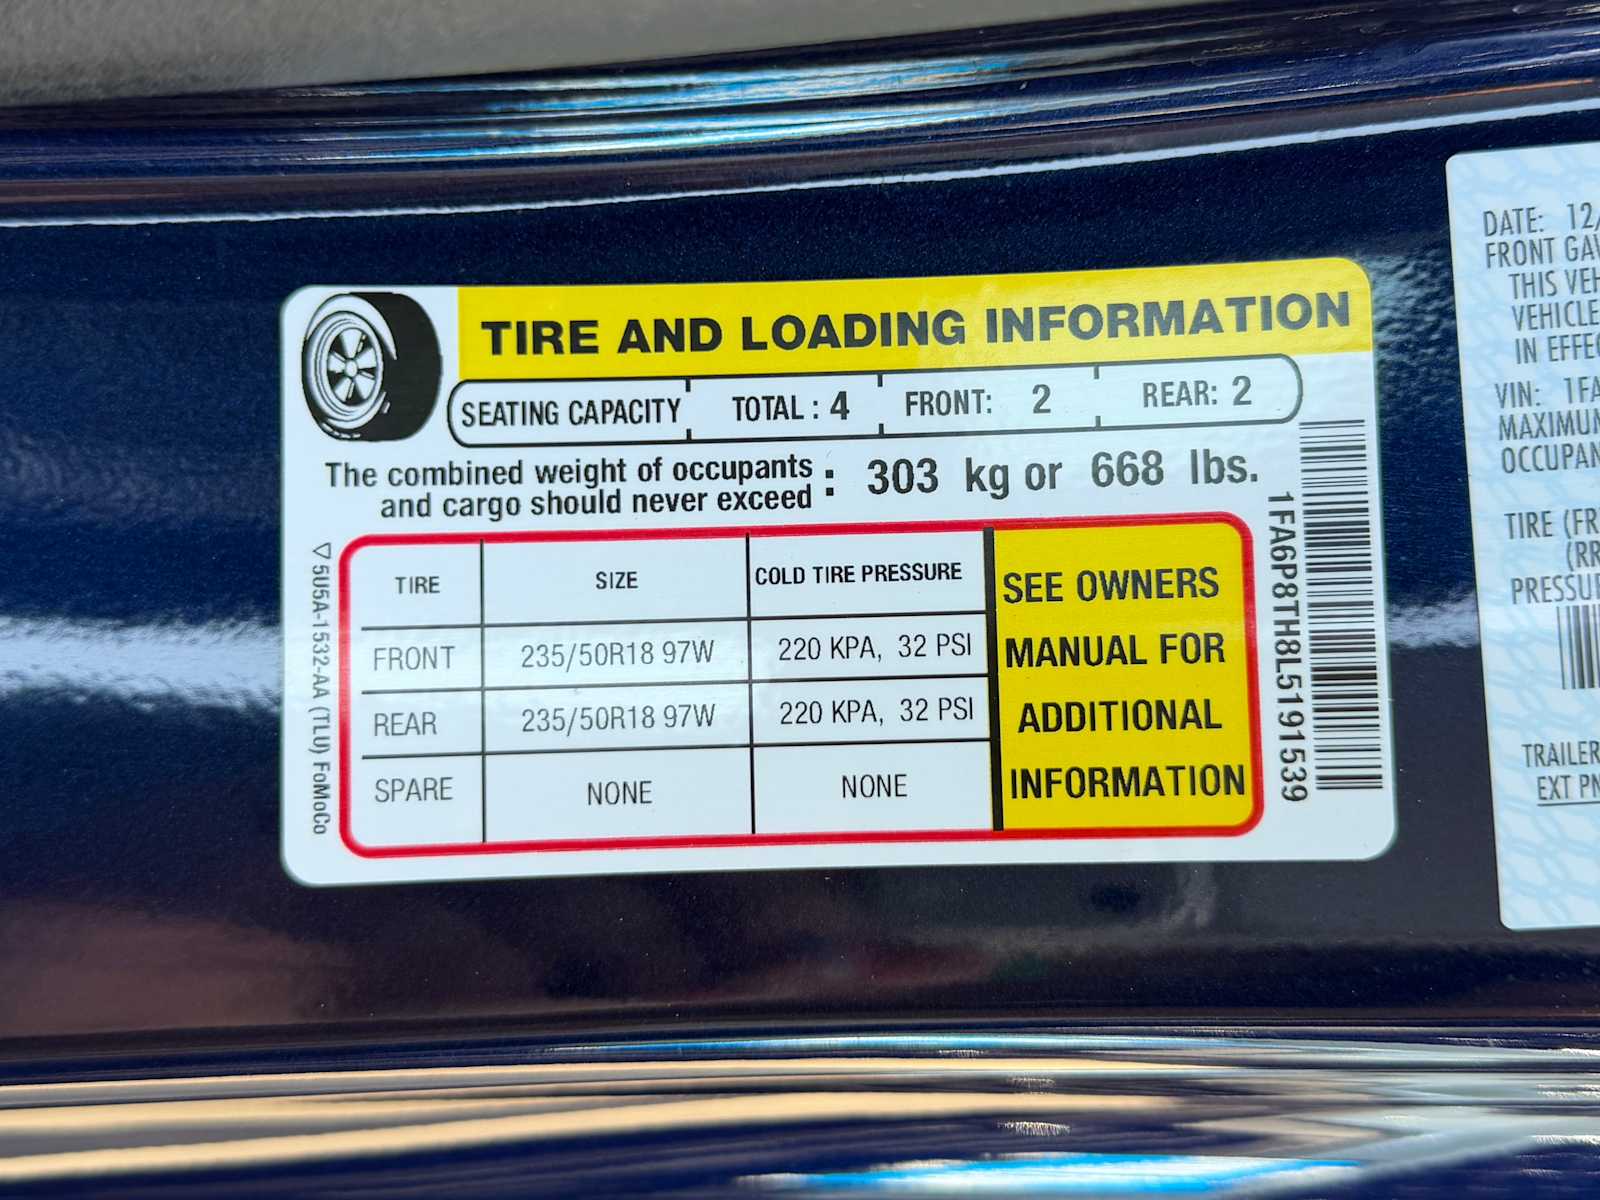 TIRE AND LOADING INFORMATION
SEATING CAPACITY TOTAL : 4 FRONT: 2 REAR: 2
The combined weight of occupants
and cargo should never exceed : 303 kg or 668 lbs.
TIRE SIZE COLD TIRE PRESSURE
FRONT 235/50R18 97W 220 KPA, 32 PSI
REAR 235/50R18 97W 220 KPA, 32 PSI
SPARE NONE NONE
SEE OWNERS
MANUAL FOR
ADDITIONAL
INFORMATION
5U5A-1532-AA (TLU) FoMoCo
1FA6P8TH8L5191539
DATE: 12/
FRONT GAW
THIS VEH
VEHICLE
IN EFFEC
VIN: 1FA
MAXIMUM
OCCUPAN
TIRE (FR
(RR
PRESSUR
TRAILER
EXT PN